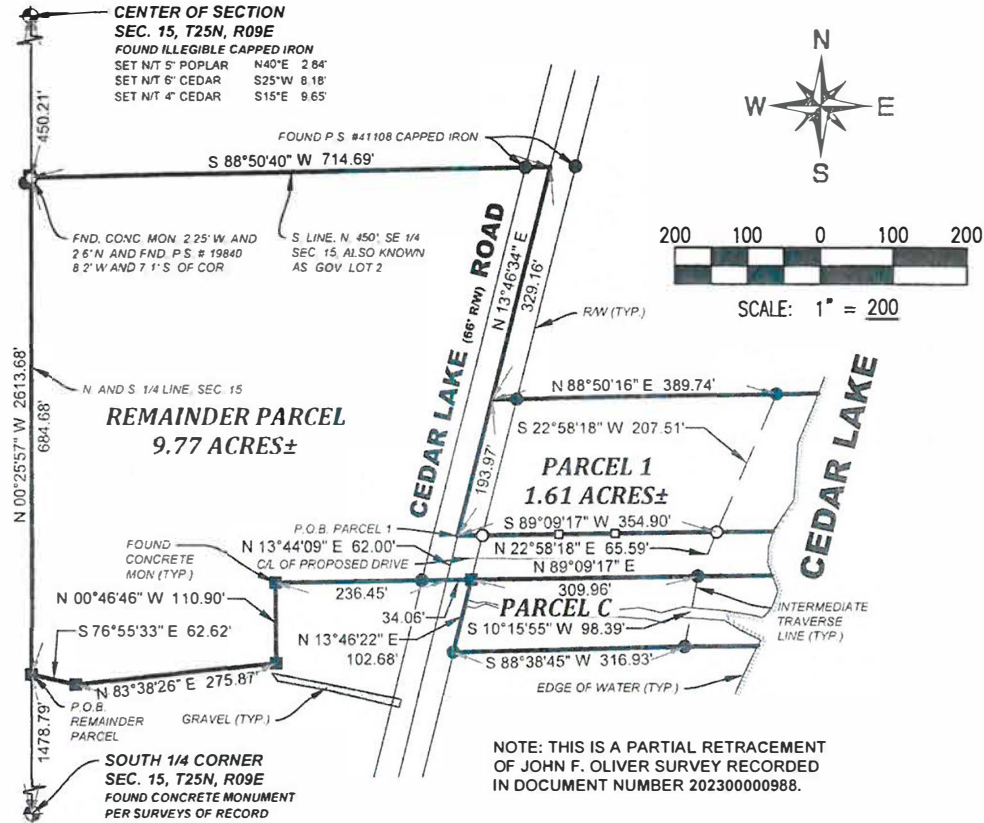 CENTER OF SECTION
SEC. 15, T25N, R09E
FOUND ILLEGIBLE CAPPED IRON
SET N/T 5" POPLAR N40°E 2.84'
SET N/T 6" CEDAR S25°W 8.18'
SET N/T 4" CEDAR S15°E 9.65'
450.21'
FOUND P.S. #41108 CAPPED IRON
S 88°50'40" W 714.69'
N
W E
S
FND. CONC. MON. 2.25' W. AND
2.6' N AND FND. P.S. # 19840
8.2' W AND 7.1' S. OF COR.
S. LINE, N. 450', SE 1/4
SEC. 15, ALSO KNOWN
AS GOV. LOT 2
200 100 0 100 200
SCALE: 1" = 200
CEDAR LAKE (66' R/W) ROAD
N 13°46'34" E
329.16'
R/W (TYP.)
N. AND S. 1/4 LINE, SEC. 15
N 00°25'57" W 2613.68'
684.68'
REMAINDER PARCEL
9.77 ACRES±
N 88°50'16" E 389.74'
S 22°58'18" W 207.51'
CEDAR LAKE
193.97'
PARCEL 1
1.61 ACRES±
P.O.B. PARCEL 1
S 89°09'17" W 354.90'
N 13°44'09" E 62.00'
N 22°58'18" E 65.59'
C/L OF PROPOSED DRIVE
N 89°09'17" E
309.96'
FOUND
CONCRETE
MON (TYP.)
236.45'
34.06'
PARCEL C
N 00°46'46" W 110.90'
S 76°55'33" E 62.62'
N 13°46'22" E
102.68'
S 10°15'55" W 98.39'
INTERMEDIATE
TRAVERSE
LINE (TYP.)
S 88°38'45" W 316.93'
N 83°38'26" E 275.87'
EDGE OF WATER (TYP.)
P.O.B.
REMAINDER
PARCEL
GRAVEL (TYP.)
1478.79'
SOUTH 1/4 CORNER
SEC. 15, T25N, R09E
FOUND CONCRETE MONUMENT
PER SURVEYS OF RECORD
NOTE: THIS IS A PARTIAL RETRACEMENT
OF JOHN F. OLIVER SURVEY RECORDED
IN DOCUMENT NUMBER 202300000988.